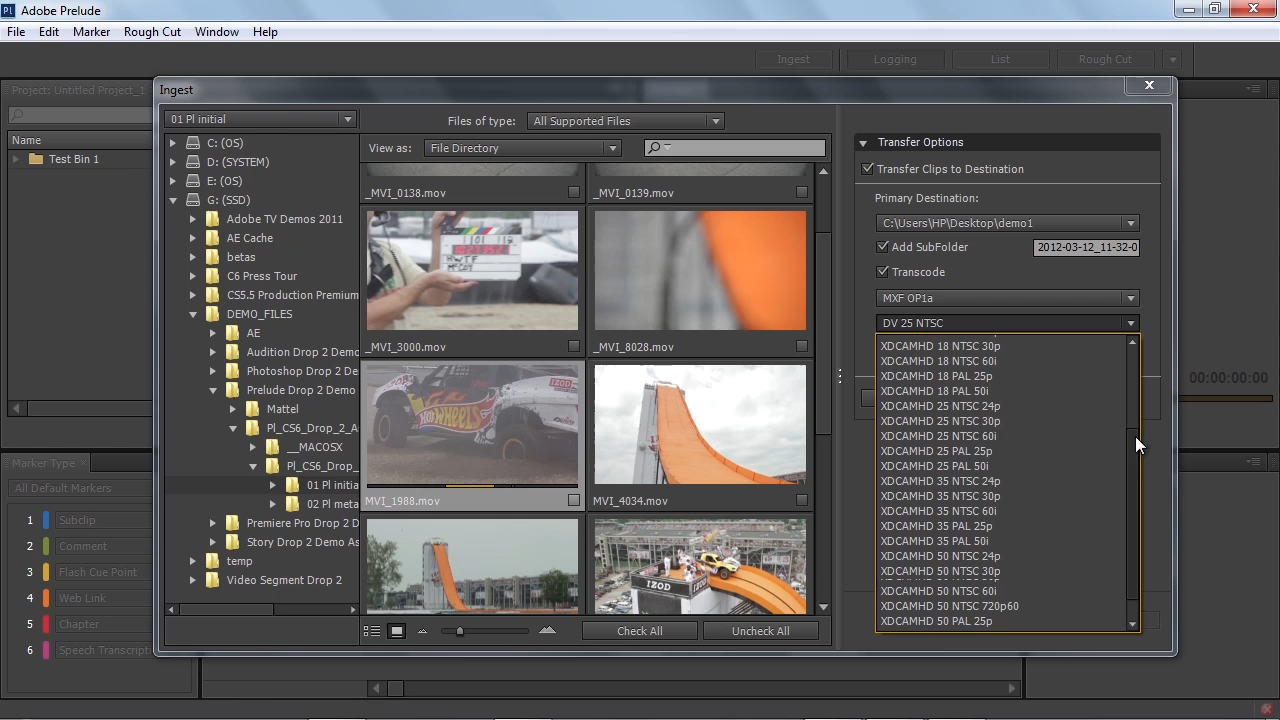 Pl Adobe Prelude
File Edit Marker Rough Cut Window Help
Ingest Logging List Rough Cut
Project: Untitled Project_1
Name
Test Bin 1
Marker Type ×
All Default Markers
1 Subclip
2 Comment
3 Flash Cue Point
4 Web Link
5 Chapter
6 Speech Transcripti
Ingest
01 Pl initial
C: (OS)
D: (SYSTEM)
E: (OS)
G: (SSD)
Adobe TV Demos 2011
AE Cache
betas
C6 Press Tour
CS5.5 Production Premium
DEMO_FILES
AE
Audition Drop 2 Demo
Photoshop Drop 2 Dem
Prelude Drop 2 Demo
Mattel
Pl_CS6_Drop_2_A
__MACOSX
Pl_CS6_Drop_
01 Pl initia
02 Pl meta
Premiere Pro Drop 2 D
Story Drop 2 Demo As
temp
Video Segment Drop 2
Files of type: All Supported Files
View as: File Directory
_MVI_0138.mov
_MVI_0139.mov
_MVI_3000.mov
_MVI_8028.mov
HOT WHEELS
MVI_1988.mov
MVI_4034.mov
IZOD
IZOD
Check All Uncheck All
Transfer Options
Transfer Clips to Destination
Primary Destination:
C:\Users\HP\Desktop\demo1
Add SubFolder 2012-03-12_11-32-0
Transcode
MXF OP1a
DV 25 NTSC
XDCAMHD 18 NTSC 30p
XDCAMHD 18 NTSC 60i
XDCAMHD 18 PAL 25p
XDCAMHD 18 PAL 50i
XDCAMHD 25 NTSC 24p
XDCAMHD 25 NTSC 30p
XDCAMHD 25 NTSC 60i
XDCAMHD 25 PAL 25p
XDCAMHD 25 PAL 50i
XDCAMHD 35 NTSC 24p
XDCAMHD 35 NTSC 30p
XDCAMHD 35 NTSC 60i
XDCAMHD 35 PAL 25p
XDCAMHD 35 PAL 50i
XDCAMHD 50 NTSC 24p
XDCAMHD 50 NTSC 30p
XDCAMHD 50 NTSC 60i
XDCAMHD 50 NTSC 720p60
XDCAMHD 50 PAL 25p
00:00:00:00